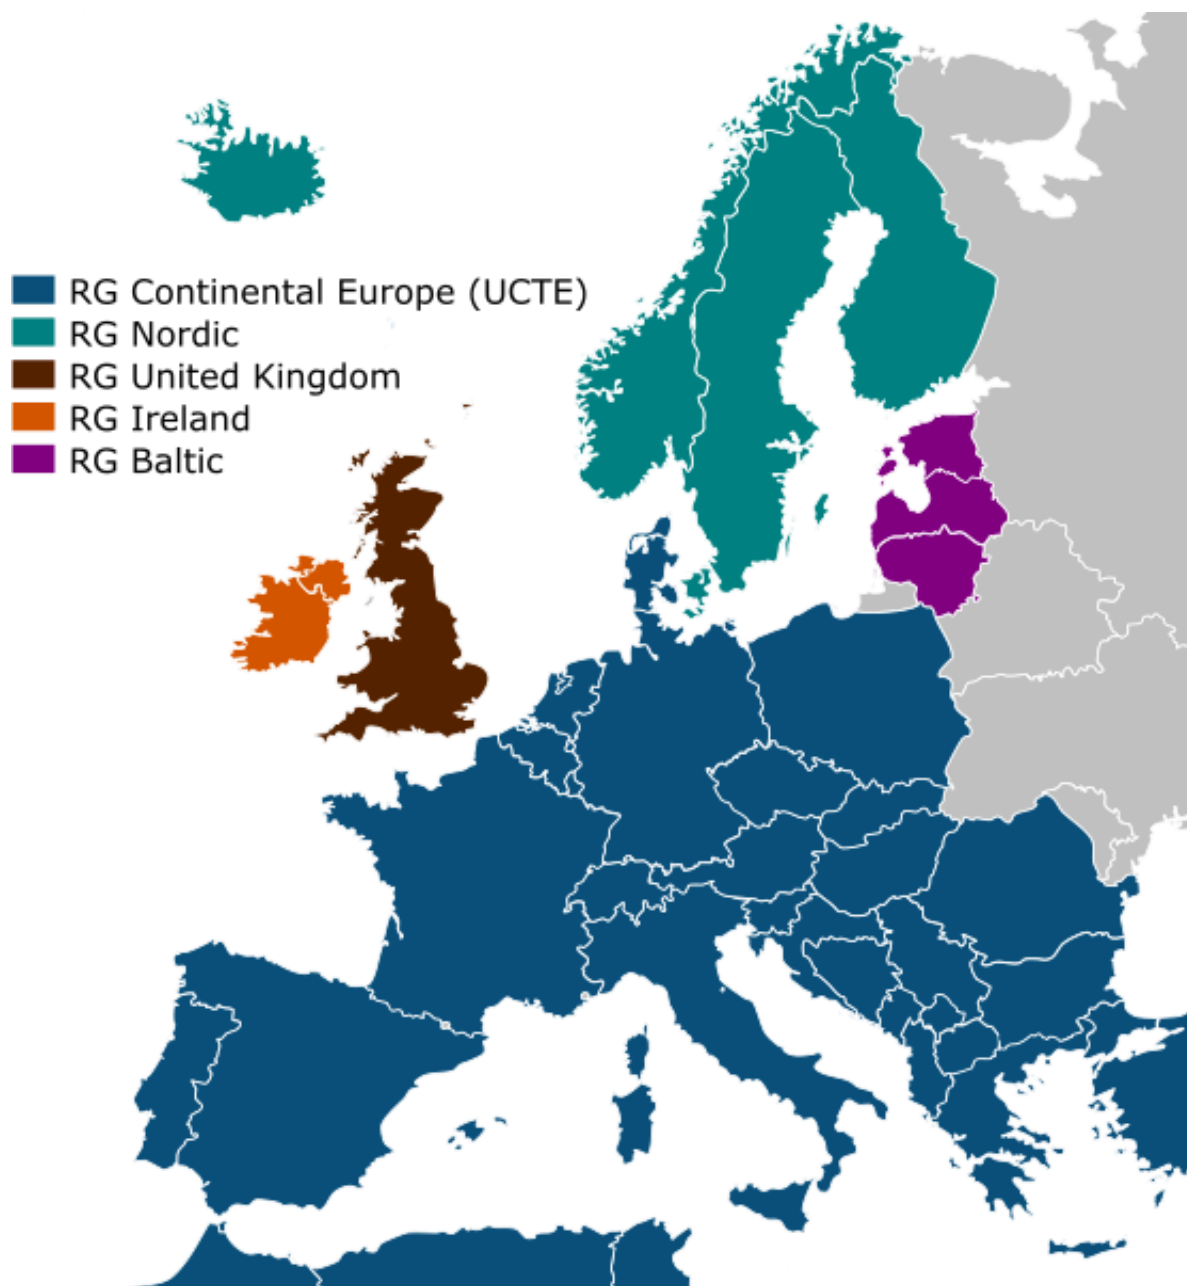 RG Continental Europe (UCTE)
RG Nordic
RG United Kingdom
RG Ireland
RG Baltic